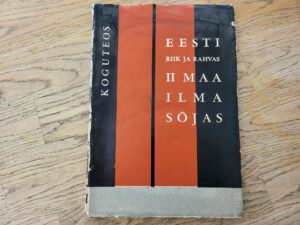 KOGUTEOS
EESTI
RIIK JA RAHVAS
II MAA
ILMA
SÕJAS